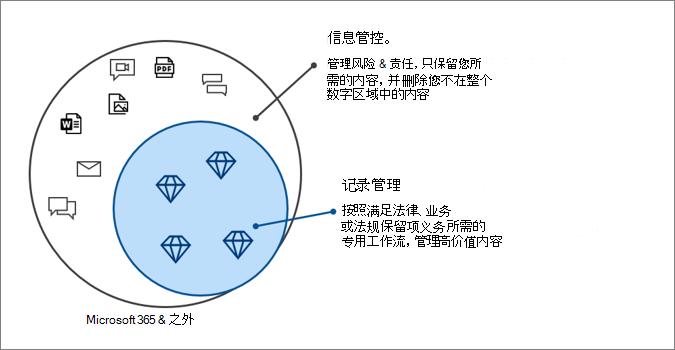 信息管控。
管理风险 & 责任，只保留您所
需的内容，并删除您不在整个
数字区域中的内容
PDF
W
记录管理
按照满足法律、业务
或法规保留项义务所需的
专用工作流，管理高价值内容
Microsoft 365 & 之外